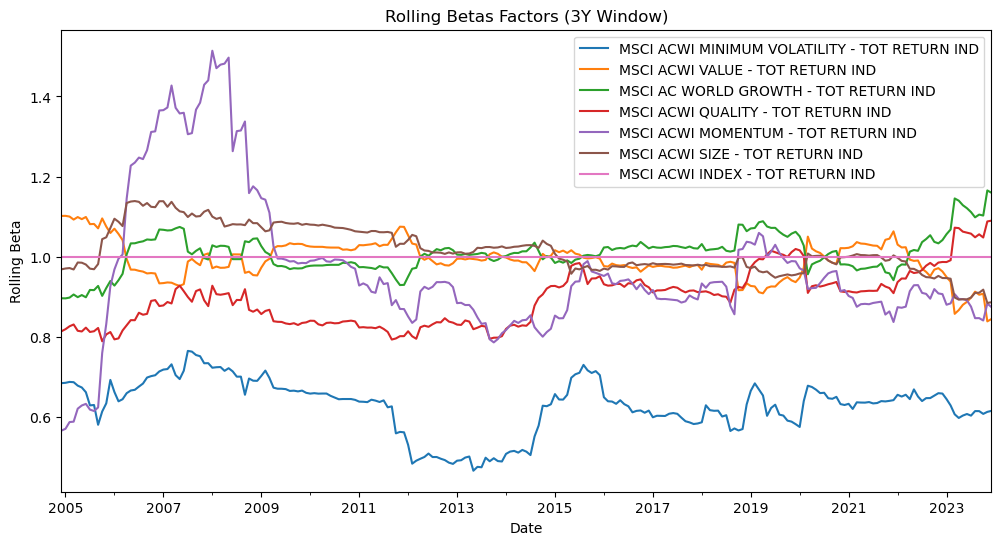 Rolling Betas Factors (3Y Window)
MSCI ACWI MINIMUM VOLATILITY - TOT RETURN IND
MSCI ACWI VALUE - TOT RETURN IND
MSCI AC WORLD GROWTH - TOT RETURN IND
MSCI ACWI QUALITY - TOT RETURN IND
MSCI ACWI MOMENTUM - TOT RETURN IND
MSCI ACWI SIZE - TOT RETURN IND
MSCI ACWI INDEX - TOT RETURN IND
Rolling Beta
1.4
1.2
1.0
0.8
0.6
2005 2007 2009 2011 2013 2015 2017 2019 2021 2023
Date